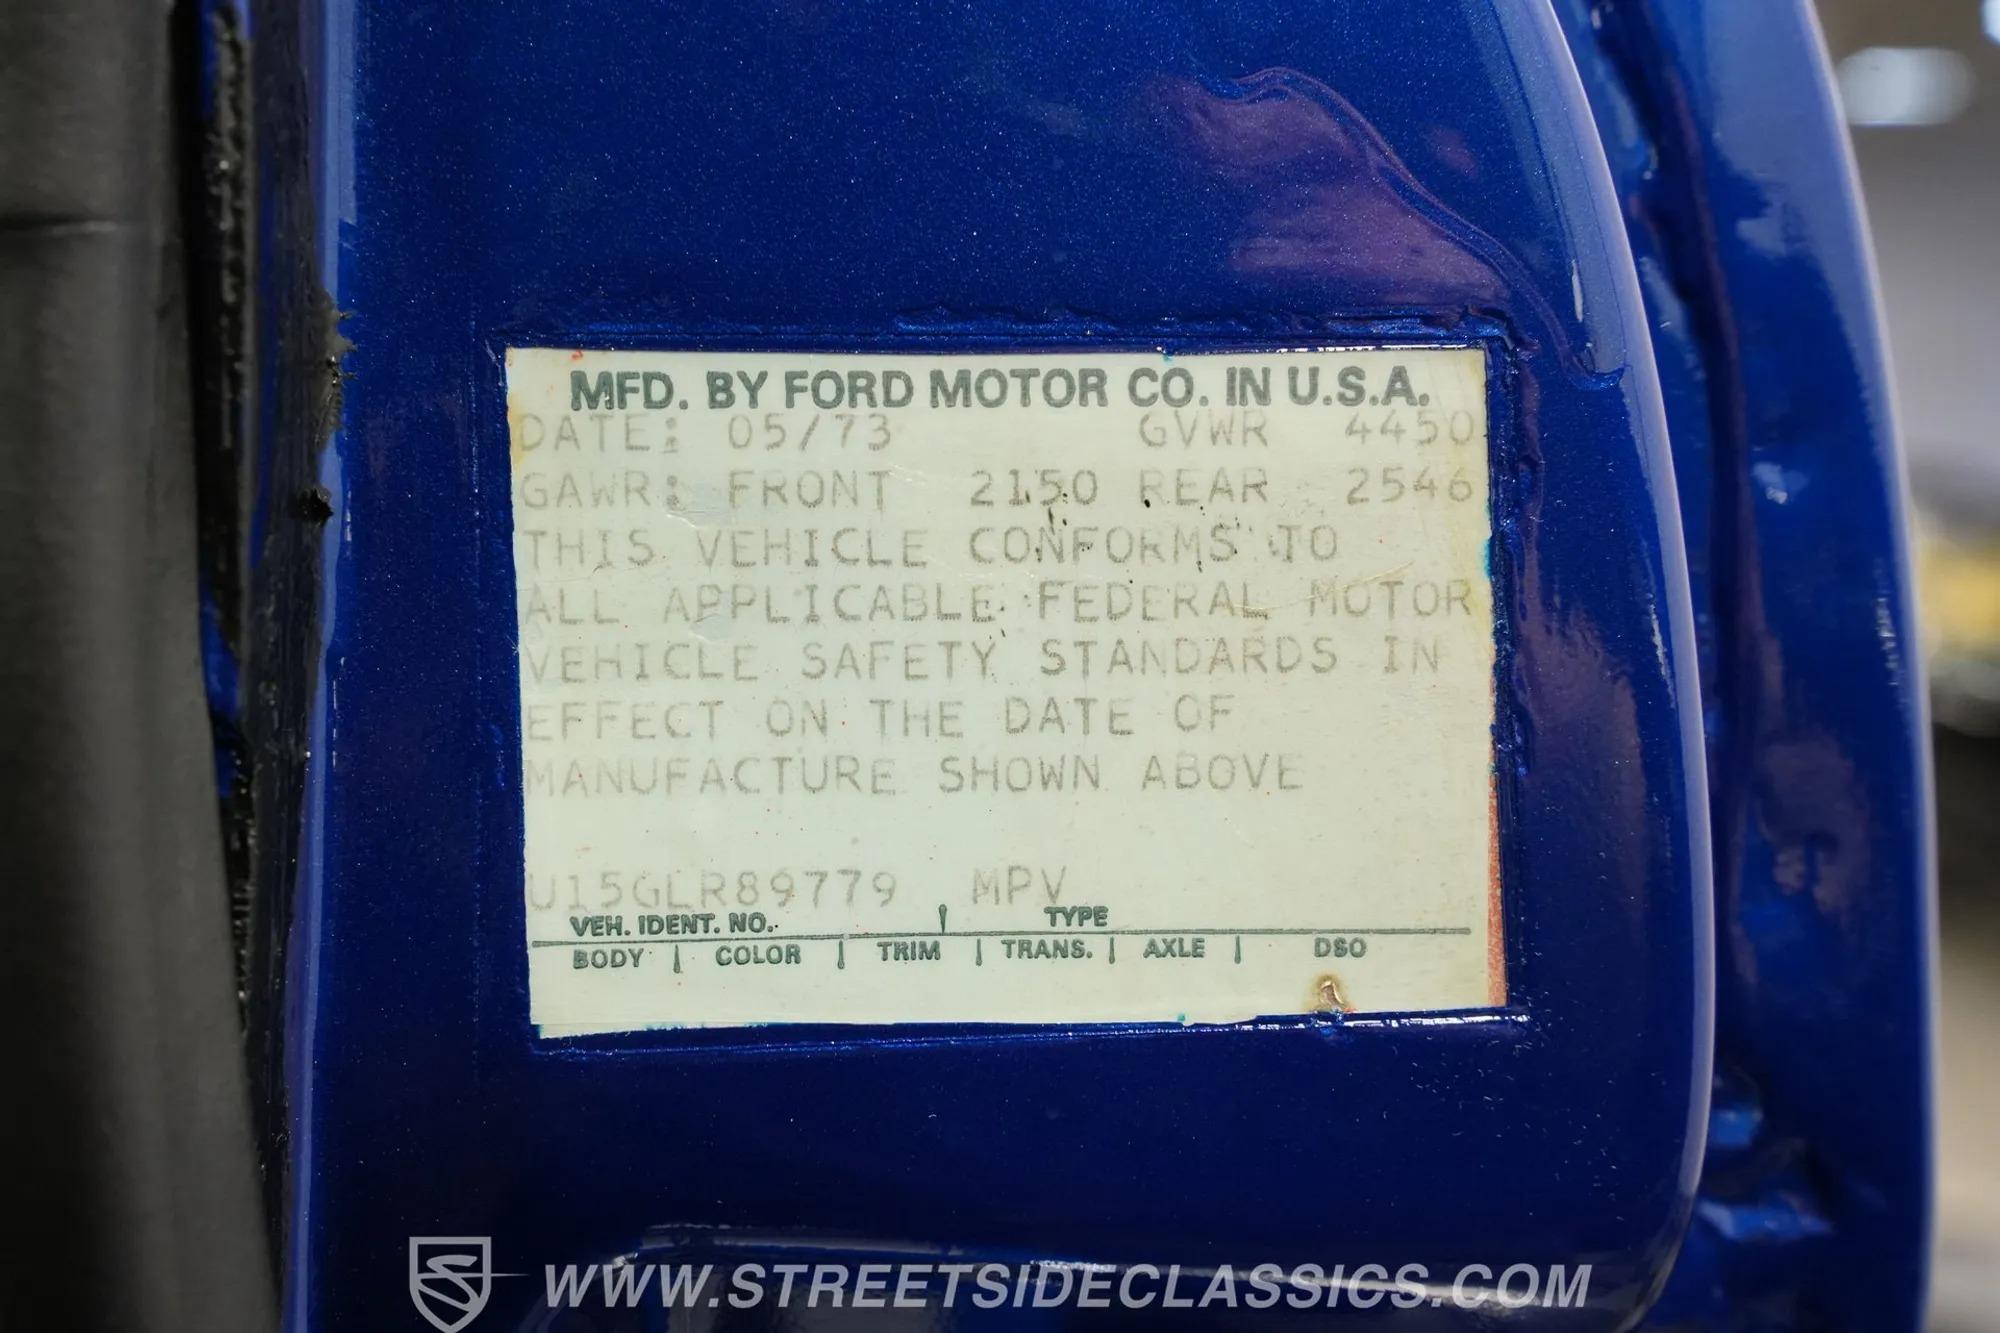 MFD. BY FORD MOTOR CO. IN U.S.A.
DATE: 05/73 GVWR 4450
GAWR: FRONT 2150 REAR 2546
THIS VEHICLE CONFORMS TO
ALL APPLICABLE FEDERAL MOTOR
VEHICLE SAFETY STANDARDS IN
EFFECT ON THE DATE OF
MANUFACTURE SHOWN ABOVE
U15GLR89779 MPV
VEH. IDENT. NO. TYPE
BODY | COLOR | TRIM | TRANS. | AXLE | DSO
WWW.STREETSIDECLASSICS.COM